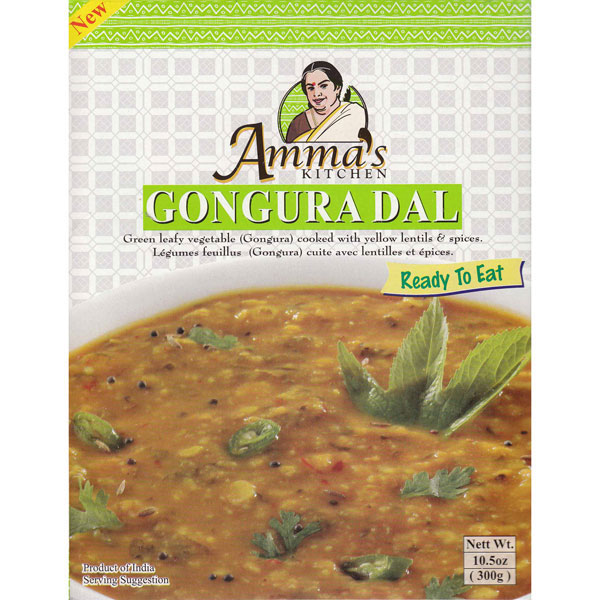 New
Amma's
KITCHEN
GONGURA DAL
Green leafy vegetable (Gongura) cooked with yellow lentils & spices.
Légumes feuillus (Gongura) cuite avec lentilles et épices.
Ready To Eat
Product of India
Serving Suggestion
Nett Wt.
10.5oz
(300g)